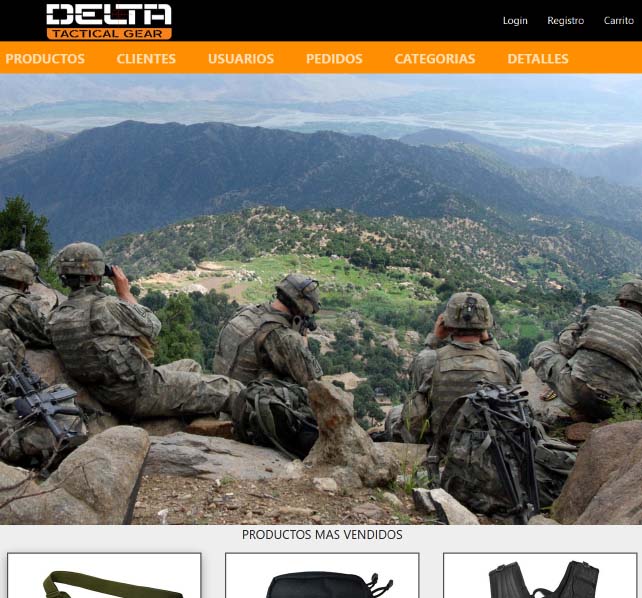 DELTA
TACTICAL GEAR
Login Registro Carrito
PRODUCTOS CLIENTES USUARIOS PEDIDOS CATEGORIAS DETALLES
PRODUCTOS MAS VENDIDOS